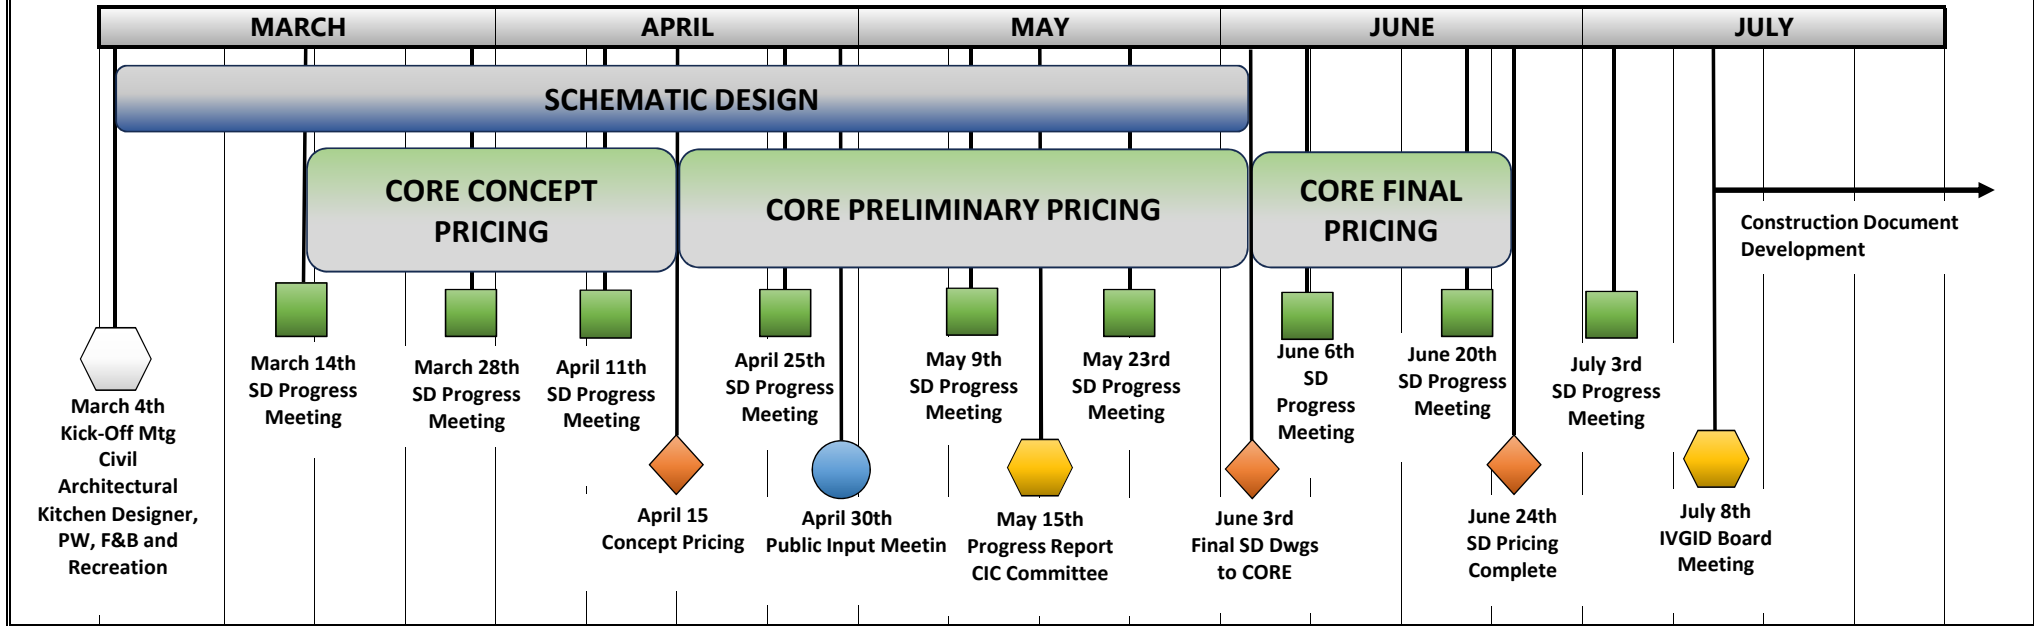 MARCH
APRIL
MAY
JUNE
JULY
SCHEMATIC DESIGN
CORE CONCEPT
PRICING
CORE PRELIMINARY PRICING
CORE FINAL
PRICING
Construction Document
Development
March 4th
Kick-Off Mtg
Civil
Architectural
Kitchen Designer,
PW, F&B and
Recreation
March 14th
SD Progress
Meeting
March 28th
SD Progress
Meeting
April 11th
SD Progress
Meeting
April 25th
SD Progress
Meeting
May 9th
SD Progress
Meeting
May 23rd
SD Progress
Meeting
June 6th
SD
Progress
Meeting
June 20th
SD Progress
Meeting
July 3rd
SD Progress
Meeting
April 15
Concept Pricing
April 30th
Public Input Meetin
May 15th
Progress Report
CIC Committee
June 3rd
Final SD Dwgs
to CORE
June 24th
SD Pricing
Complete
July 8th
IVGID Board
Meeting